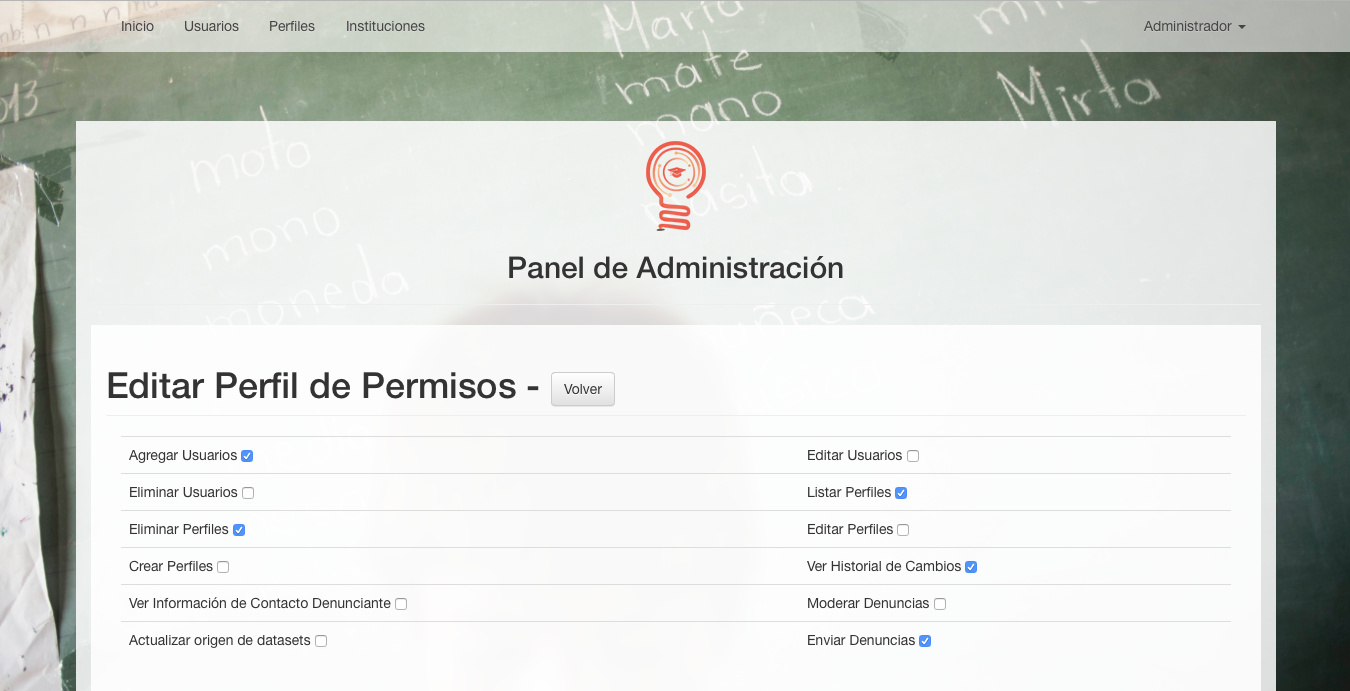 Inicio Usuarios Perfiles Instituciones Administrador
María
mate
mano
Mirta
013
moto
mono
moneda
Panel de Administración
Editar Perfil de Permisos - Volver
Agregar Usuarios Editar Usuarios
Eliminar Usuarios Listar Perfiles
Eliminar Perfiles Editar Perfiles
Crear Perfiles Ver Historial de Cambios
Ver Información de Contacto Denunciante Moderar Denuncias
Actualizar origen de datasets Enviar Denuncias